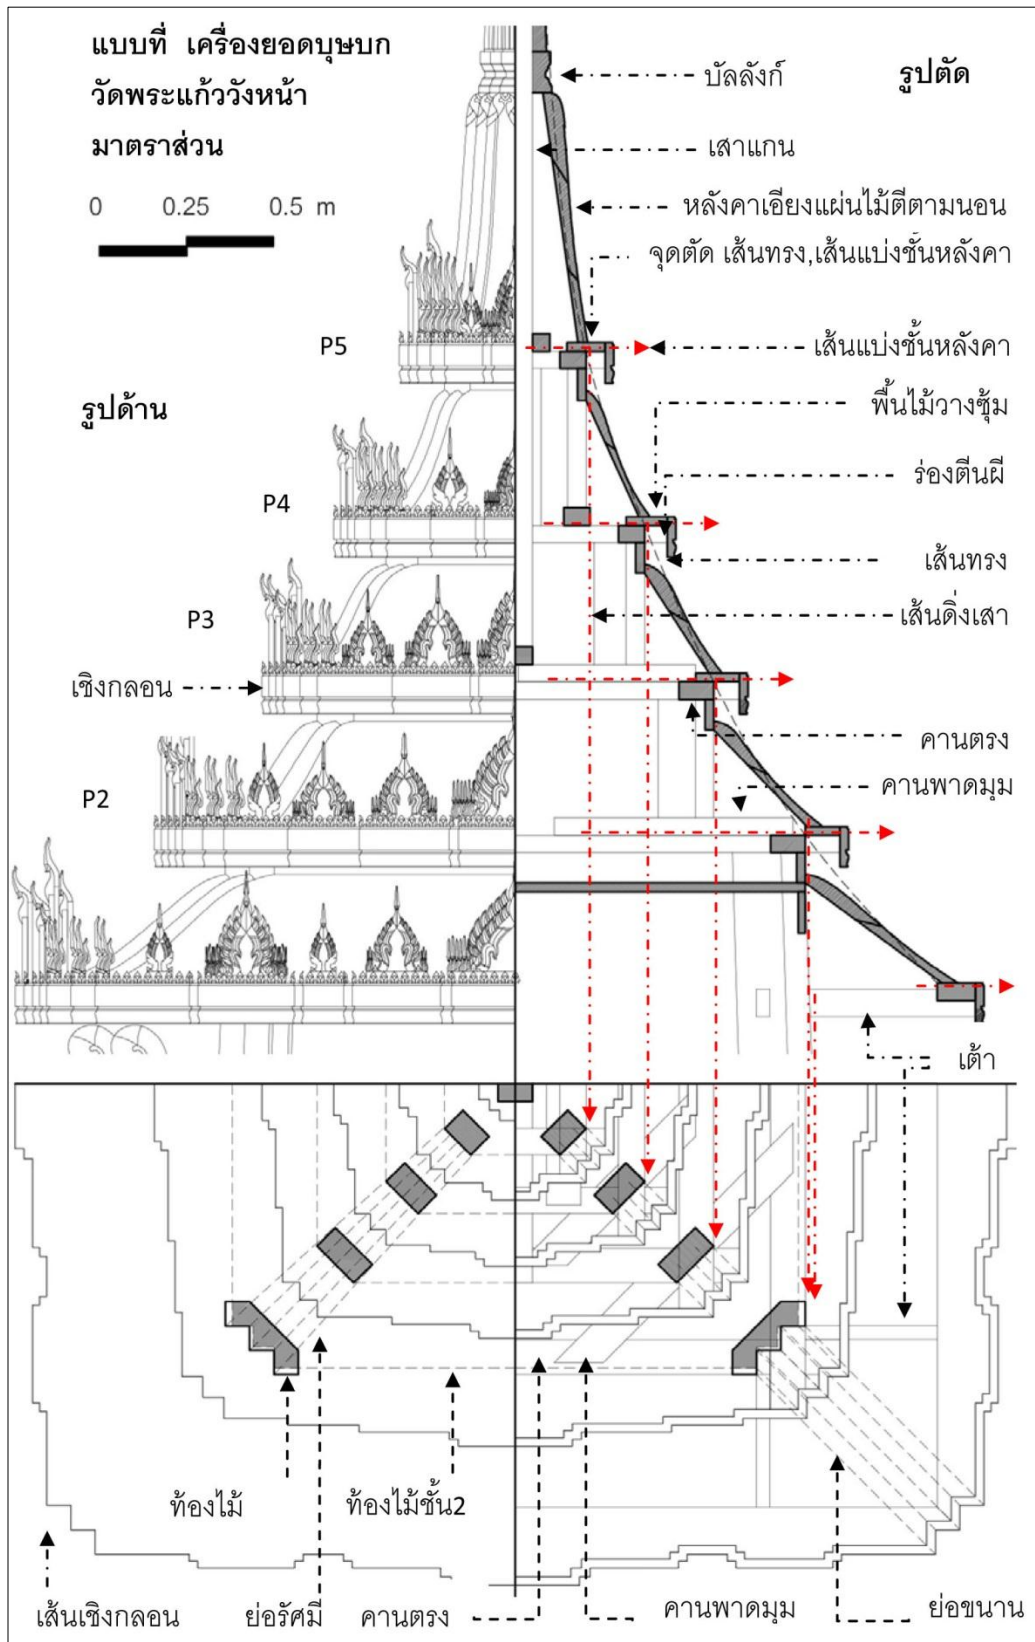 แบบที่ เครื่องยอดบุษบก
วัดพระแก้ววังหน้า
มาตราส่วน
0 0.25 0.5 m
รูปตัด
บัลลังก์
เสาแกน
หลังคาเอียงแผ่นไม้ตีตามนอน
จุดตัด เส้นทรง,เส้นแบ่งชั้นหลังคา
P5
เส้นแบ่งชั้นหลังคา
รูปด้าน
พื้นไม้วางซุ้ม
ร่องตีนผี
P4
เส้นทรง
P3
เส้นดิ่งเสา
เชิงกลอน
คานตรง
P2
คานพาดมุม
เต้า
ท้องไม้
ท้องไม้ชั้น2
เส้นเชิงกลอน
ย่อรัศมี
คานตรง
คานพาดมุม
ย่อขนาน